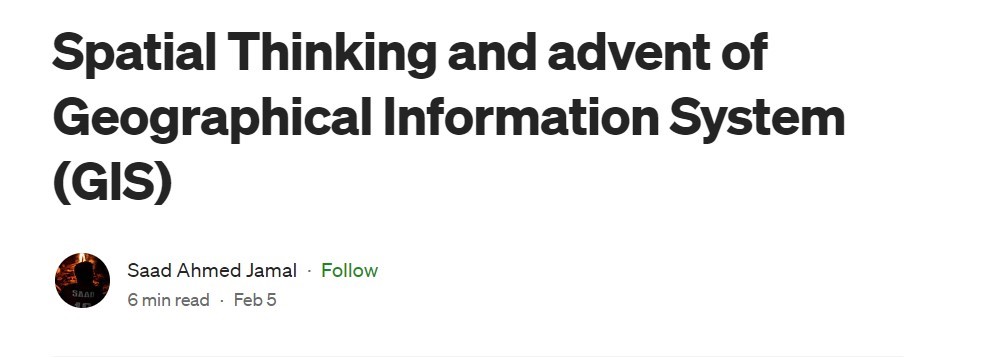 Spatial Thinking and advent of
Geographical Information System
(GIS)
Saad Ahmed Jamal · Follow
6 min read · Feb 5
SAAD